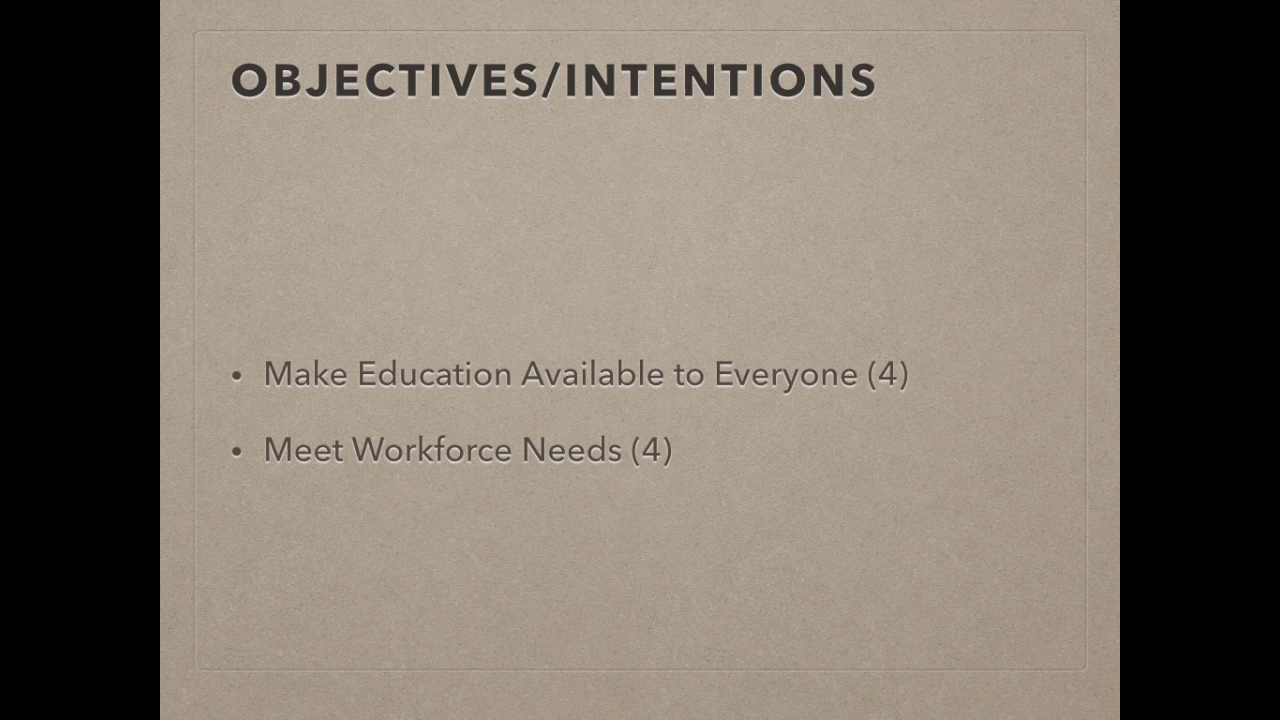 OBJECTIVES/INTENTIONS
• Make Education Available to Everyone (4)
• Meet Workforce Needs (4)